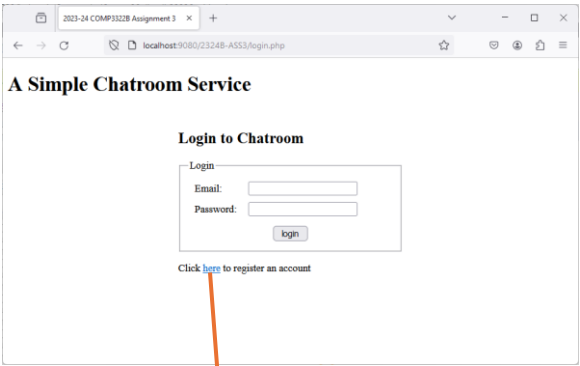 2023-24 COMP3322B Assignment 3
localhost:9080/2324B-ASS3/login.php
A Simple Chatroom Service
Login to Chatroom
Login
Email:
Password:
login
Click here to register an account